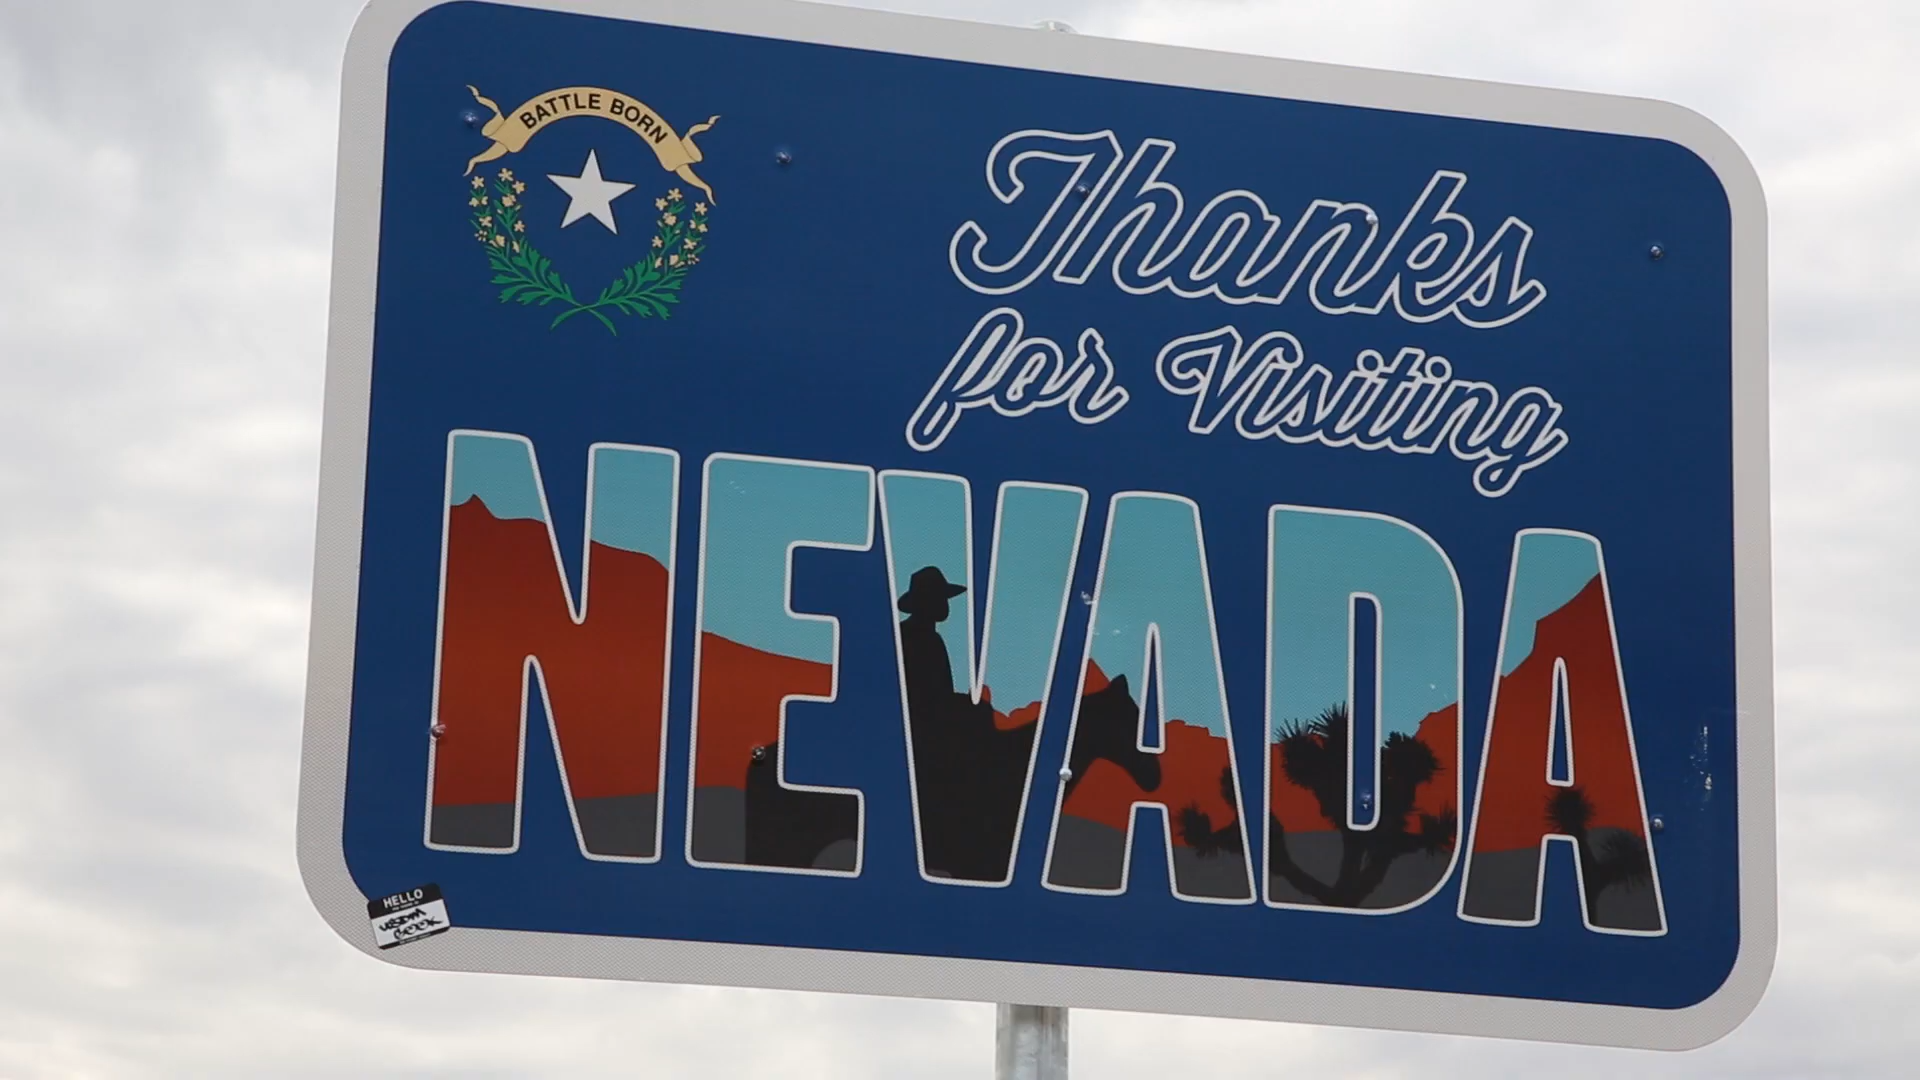 BATTLE BORN
Thanks
for Visiting
NEVADA
HELLO